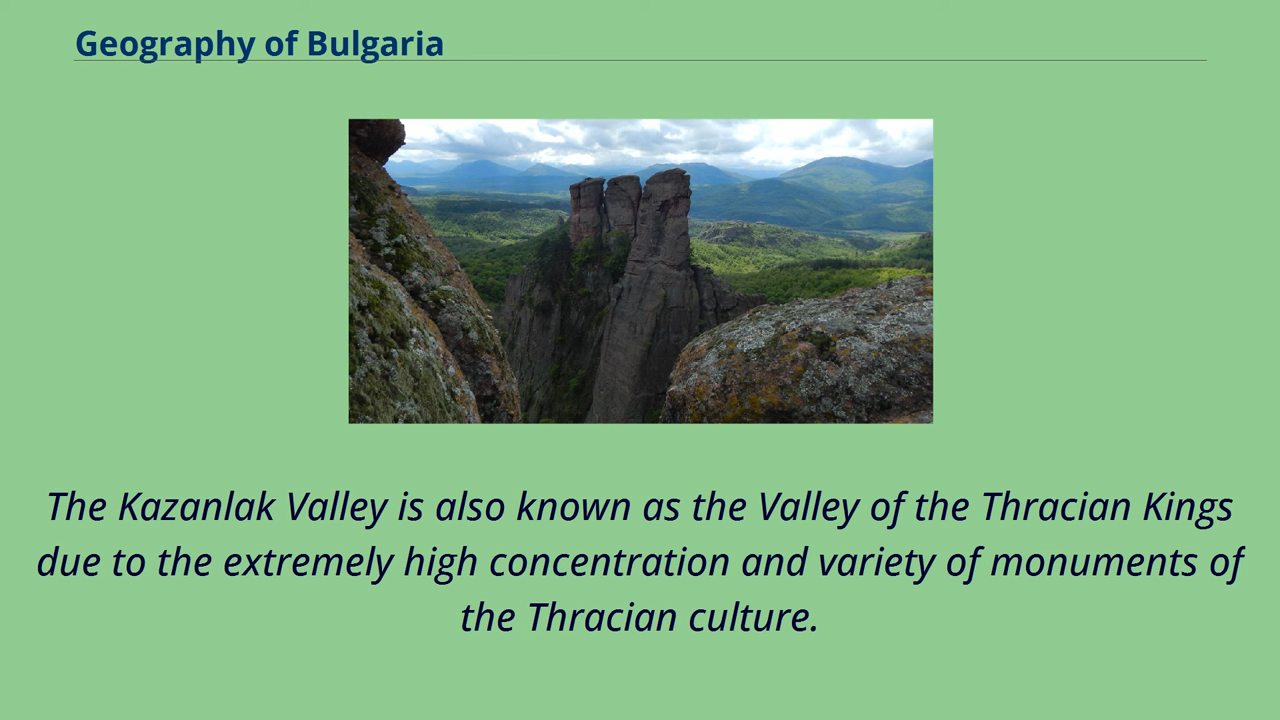 Geography of Bulgaria
The Kazanlak Valley is also known as the Valley of the Thracian Kings
due to the extremely high concentration and variety of monuments of
the Thracian culture.